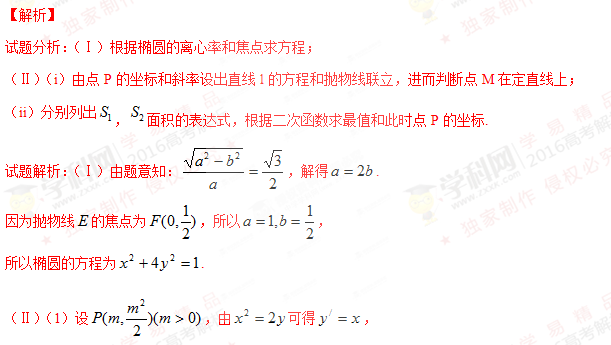 【解析】
试题分析:(Ⅰ)根据椭圆的离心率和焦点求方程;
(Ⅱ)(i)由点 P 的坐标和斜率设出直线 l 的方程和抛物线联立,进而判断点 M 在定直线上;
(ii)分别列出 S₁, S₂ 面积的表达式,根据二次函数求最值和此时点 P 的坐标.
试题解析:(Ⅰ)由题意知: √(a²-b²)/a = √3/2 ,解得 a = 2b .
因为抛物线 E 的焦点为 F(0, 1/2) ,所以 a = 1, b = 1/2 ,
所以椭圆的方程为 x² + 4y² = 1 .
(Ⅱ)(1)设 P(m, m²/2)(m > 0) ,由 x² = 2y 可得 y′ = x ,